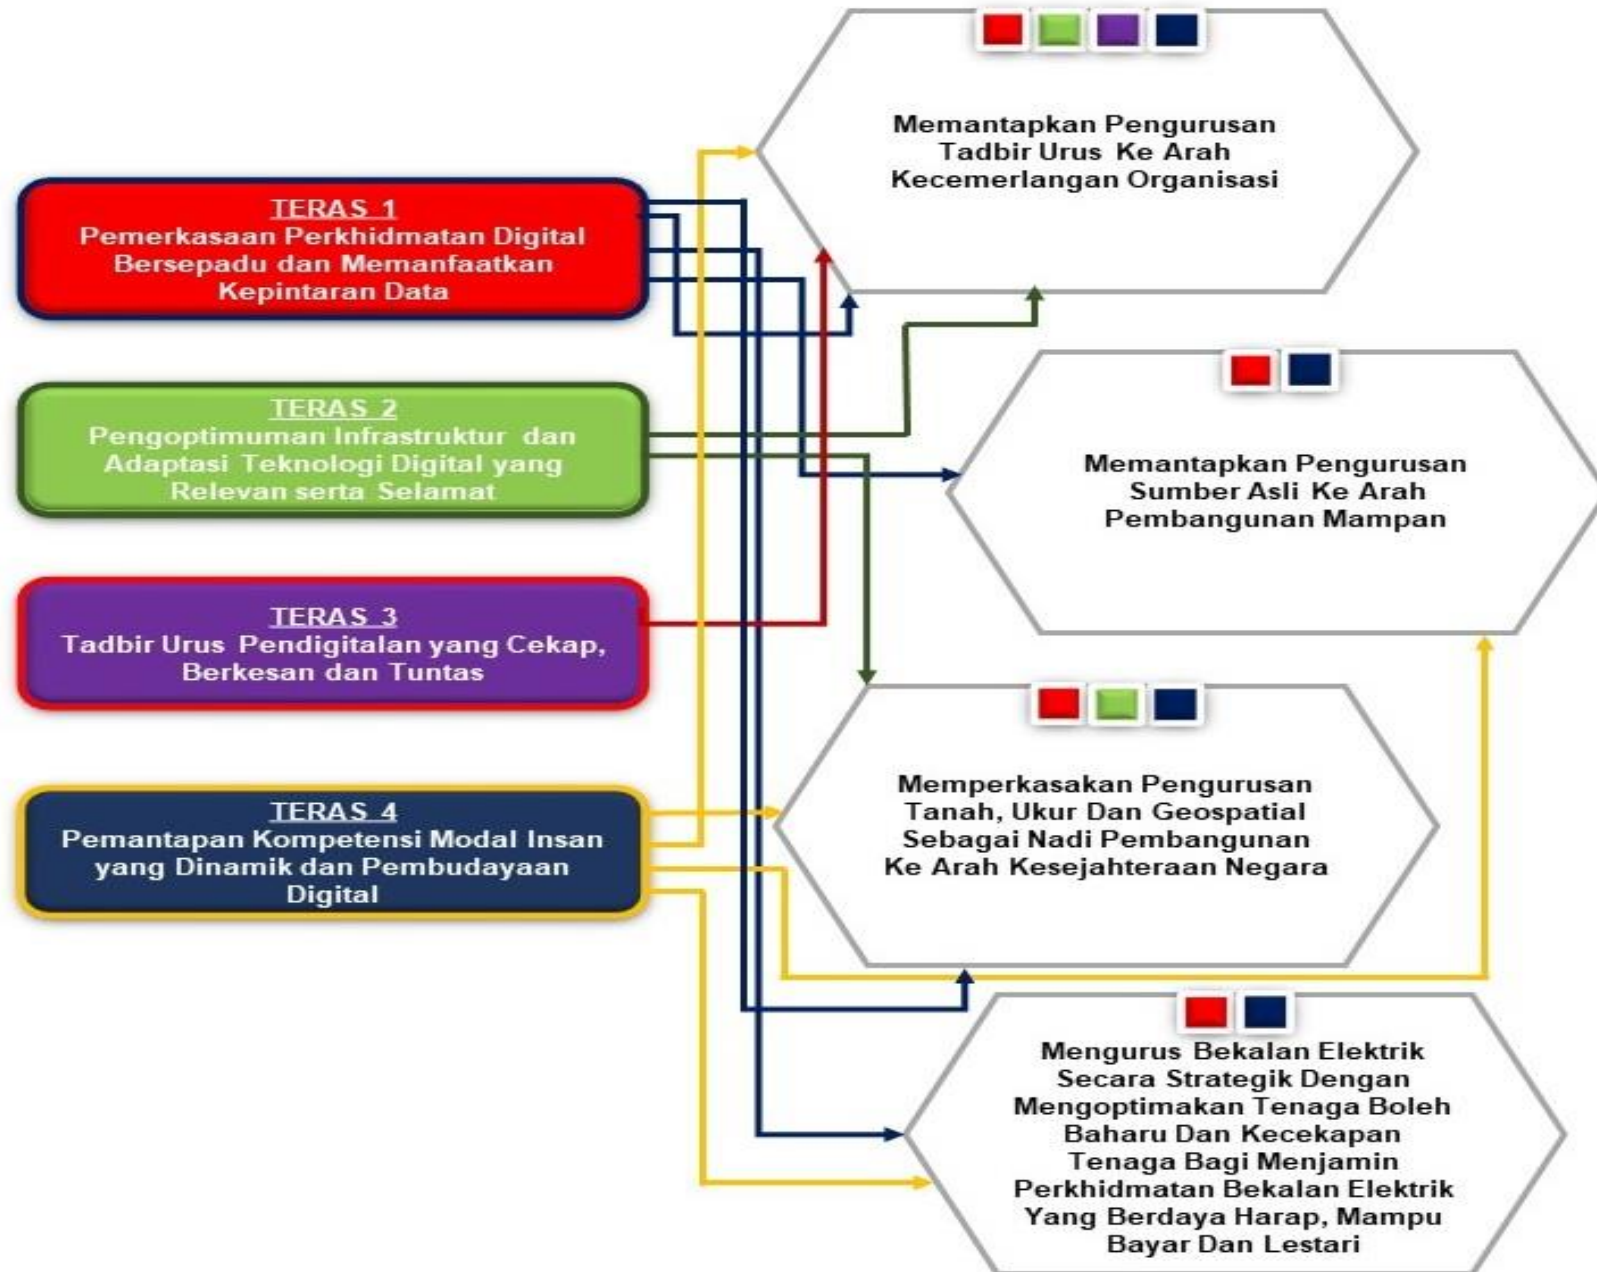 TERAS 1
Pemerkasaan Perkhidmatan Digital
Bersepadu dan Memanfaatkan
Kepintaran Data
TERAS 2
Pengoptimuman Infrastruktur dan
Adaptasi Teknologi Digital yang
Relevan serta Selamat
TERAS 3
Tadbir Urus Pendigitalan yang Cekap,
Berkesan dan Tuntas
TERAS 4
Pemantapan Kompetensi Modal Insan
yang Dinamik dan Pembudayaan
Digital
Memantapkan Pengurusan
Tadbir Urus Ke Arah
Kecemerlangan Organisasi
Memantapkan Pengurusan
Sumber Asli Ke Arah
Pembangunan Mampan
Memperkasakan Pengurusan
Tanah, Ukur Dan Geospatial
Sebagai Nadi Pembangunan
Ke Arah Kesejahteraan Negara
Mengurus Bekalan Elektrik
Secara Strategik Dengan
Mengoptimakan Tenaga Boleh
Baharu Dan Kecekapan
Tenaga Bagi Menjamin
Perkhidmatan Bekalan Elektrik
Yang Berdaya Harap, Mampu
Bayar Dan Lestari